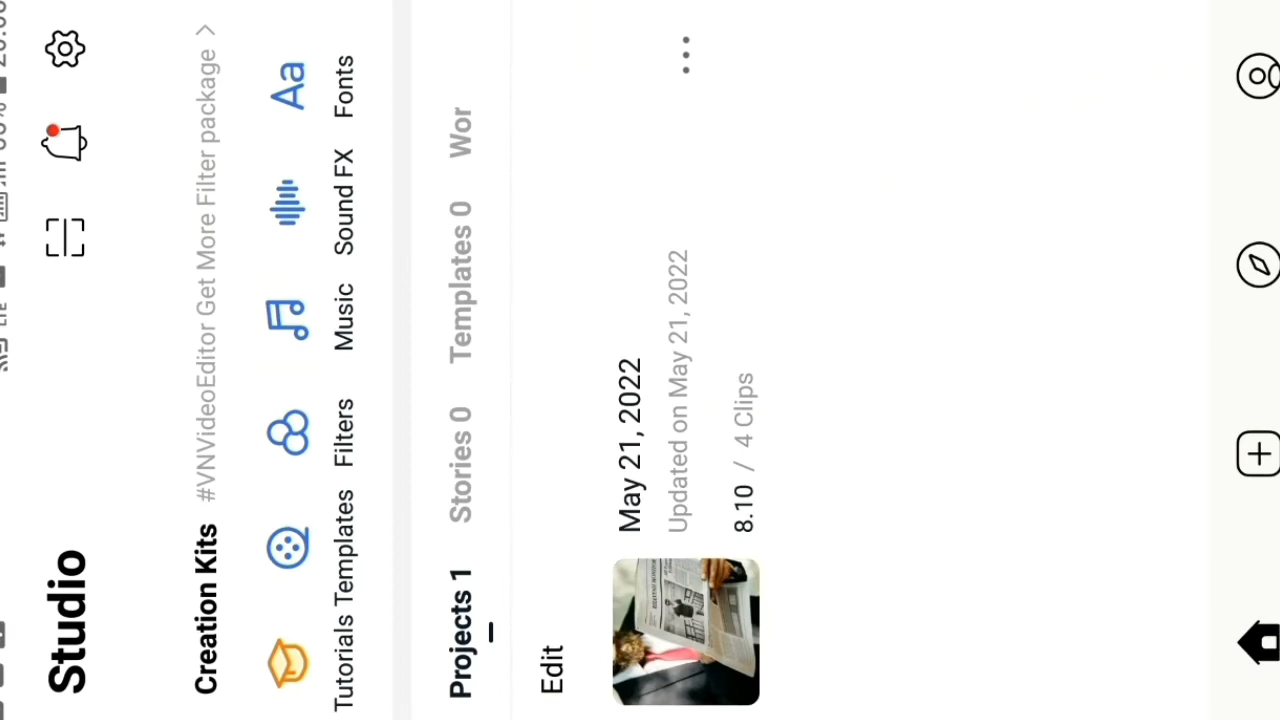 Studio
Creation Kits #VNVideoEditor Get More Filter package >
Tutorials Templates Filters Music Sound FX Fonts
Projects 1 Stories 0 Templates 0 Wor
Edit
May 21, 2022
Updated on May 21, 2022
8.10 / 4 Clips